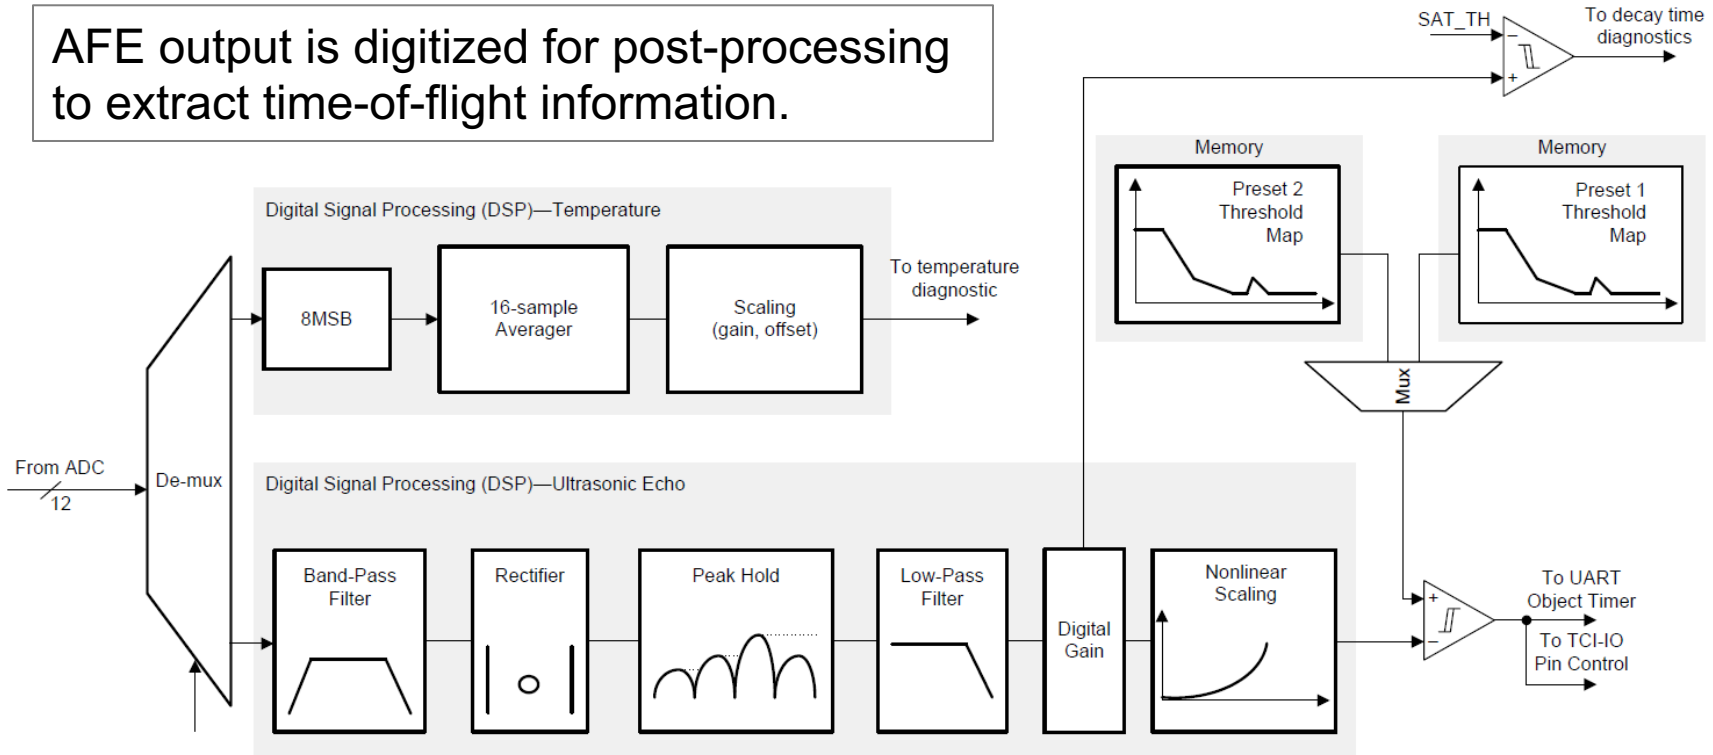 AFE output is digitized for post-processing
to extract time-of-flight information.
SAT_TH
To decay time
diagnostics
−
+
Memory
Preset 2
Threshold
Map
Memory
Preset 1
Threshold
Map
Digital Signal Processing (DSP)—Temperature
8MSB
16-sample
Averager
Scaling
(gain, offset)
To temperature
diagnostic
Mux
From ADC
12
De-mux
Digital Signal Processing (DSP)—Ultrasonic Echo
Band-Pass
Filter
Rectifier
Peak Hold
Low-Pass
Filter
Digital
Gain
Nonlinear
Scaling
+
−
To UART
Object Timer
To TCI-IO
Pin Control